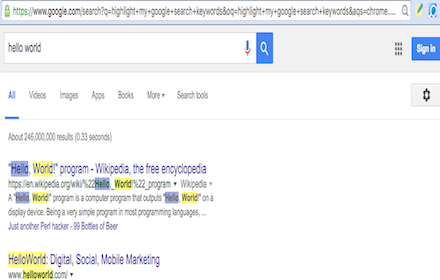 https://www.google.com/search?q=highlight+my+google+search+keywords&oq=highlight+my+google+search+keywords&aqs=chrome....
hello world
Sign in
All Videos Images Apps Books More Search tools
About 246,000,000 results (0.33 seconds)
"Hello, World!" program - Wikipedia, the free encyclopedia
https://en.wikipedia.org/wiki/%22Hello,_World!%22_program Wikipedia
A "Hello, World!" program is a computer program that outputs "Hello, World!" on a
display device. Being a very simple program in most programming languages, ...
Just another Perl hacker - 99 Bottles of Beer
HelloWorld: Digital, Social, Mobile Marketing
www.helloworld.com/